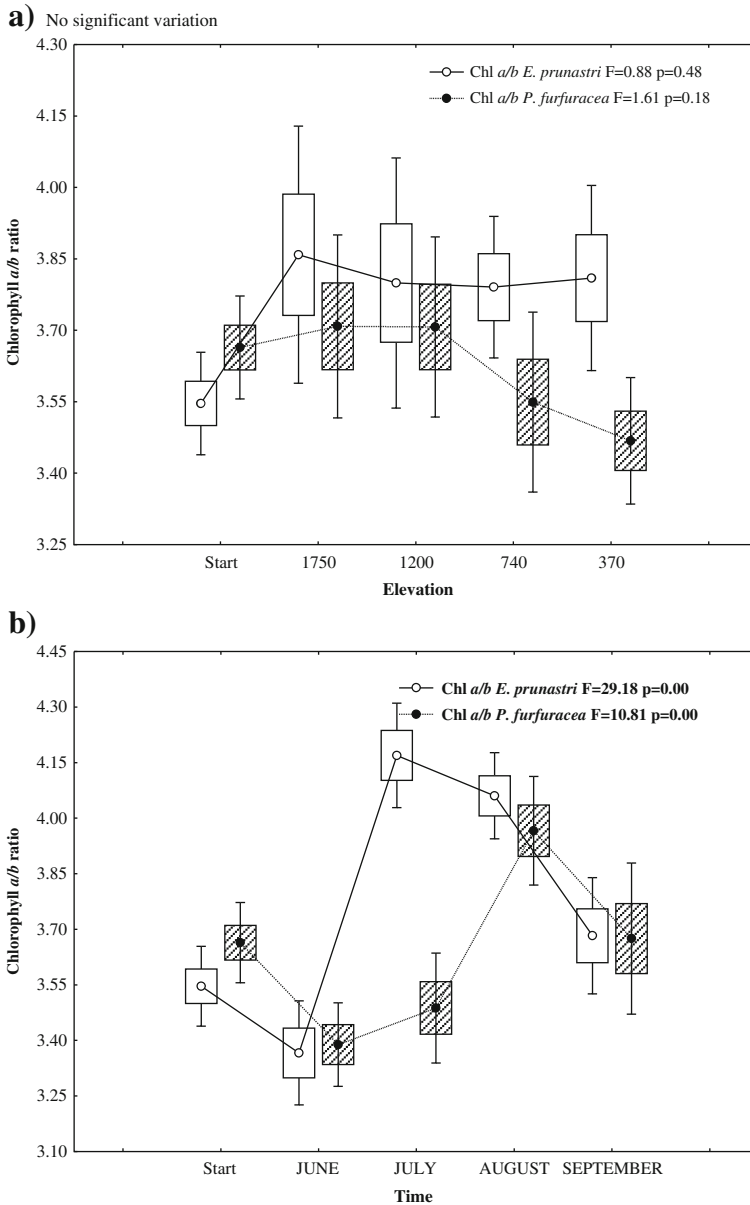 a) No significant variation
4.30
4.15
4.00
3.85
3.70
3.55
3.40
3.25
Chlorophyll a/b ratio
Chl a/b E. prunastri F=0.88 p=0.48
Chl a/b P. furfuracea F=1.61 p=0.18
Start 1750 1200 740 370
Elevation
b)
4.45
4.30
4.15
4.00
3.85
3.70
3.55
3.40
3.25
3.10
Chlorophyll a/b ratio
Chl a/b E. prunastri F=29.18 p=0.00
Chl a/b P. furfuracea F=10.81 p=0.00
Start JUNE JULY AUGUST SEPTEMBER
Time